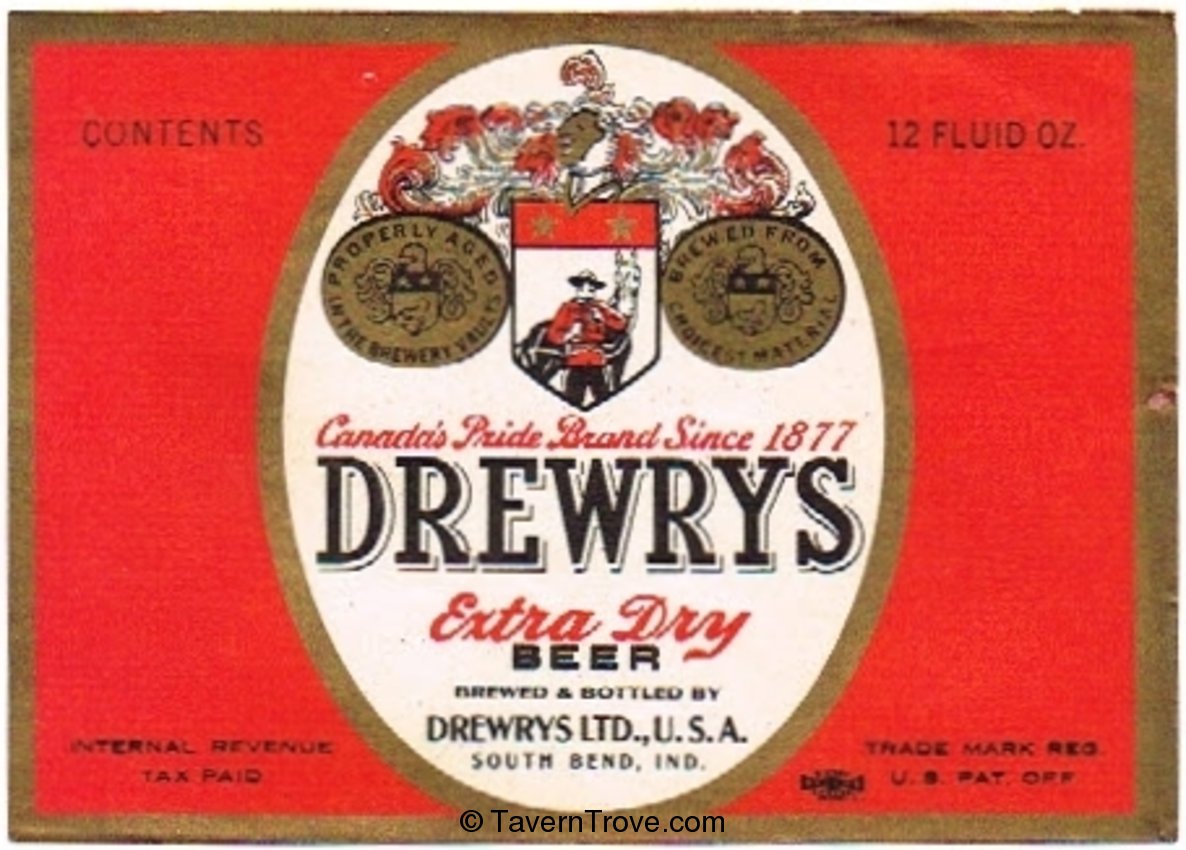 CONTENTS
12 FLUID OZ.
PROPERLY AGED
IN THE BREWERY VAULTS
BREWED FROM
CHOICEST MATERIAL
Canada's Pride Brand Since 1877
DREWRYS
Extra Dry
BEER
BREWED & BOTTLED BY
DREWRYS LTD., U.S.A.
SOUTH BEND, IND.
INTERNAL REVENUE
TAX PAID
TRADE MARK REG.
U.S. PAT. OFF
© TavernTrove.com